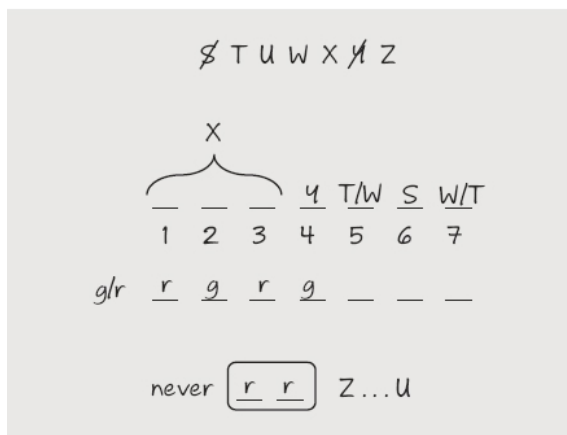 S T U W X Y Z
X
_ _ _ y T/W S W/T
1 2 3 4 5 6 7
g/r r g r g _ _ _
never r r Z...U